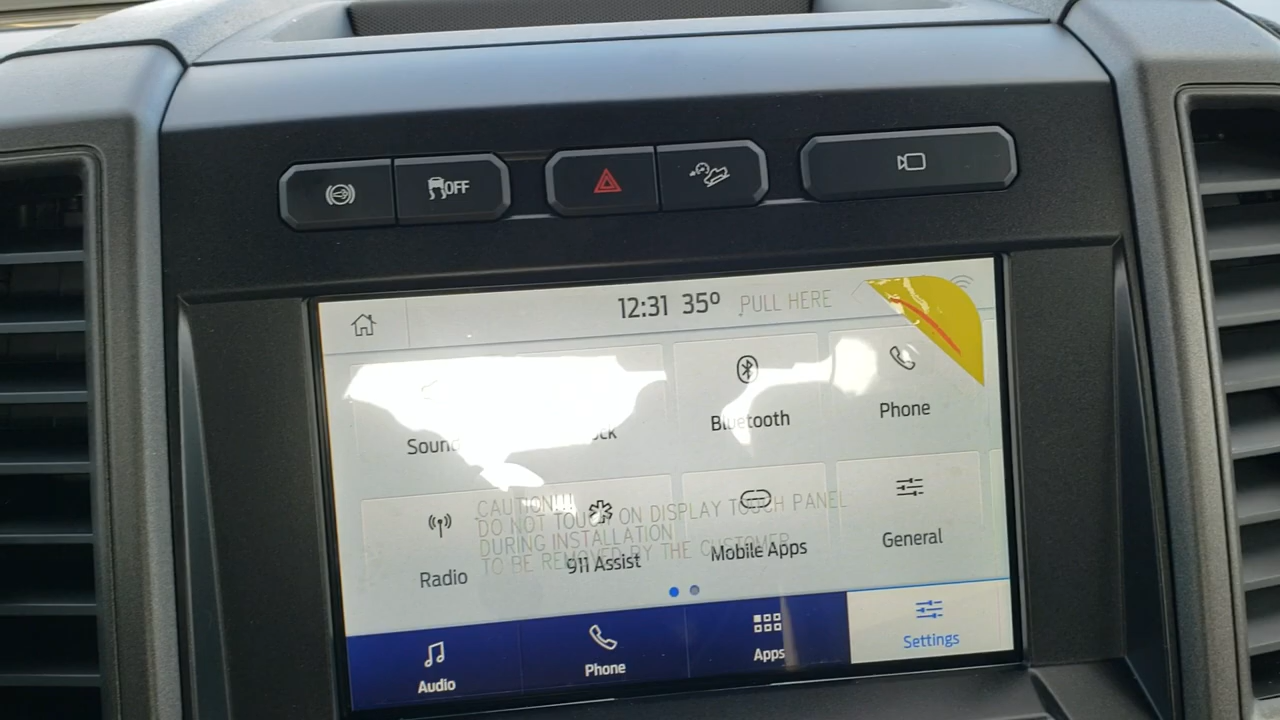 OFF
12:31 35° PULL HERE
Sound
Bluetooth
Phone
CAUTION!!!
DO NOT TOUCH ON DISPLAY TOUCH PANEL
DURING INSTALLATION
TO BE REMOVED BY THE CUSTOMER
Radio
911 Assist
Mobile Apps
General
Audio
Phone
Apps
Settings